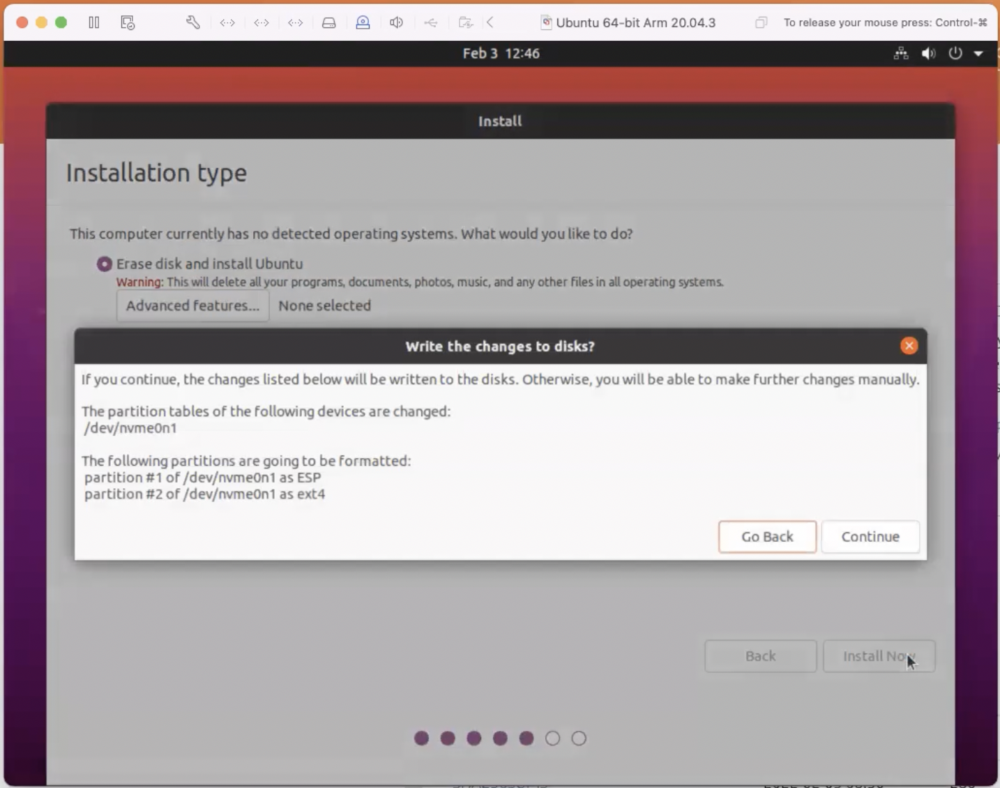 Ubuntu 64-bit Arm 20.04.3
To release your mouse press: Control-⌘
Feb 3 12:46
Install
Installation type
This computer currently has no detected operating systems. What would you like to do?
Erase disk and install Ubuntu
Warning: This will delete all your programs, documents, photos, music, and any other files in all operating systems.
Advanced features... None selected
Write the changes to disks?
If you continue, the changes listed below will be written to the disks. Otherwise, you will be able to make further changes manually.
The partition tables of the following devices are changed:
/dev/nvme0n1
The following partitions are going to be formatted:
partition #1 of /dev/nvme0n1 as ESP
partition #2 of /dev/nvme0n1 as ext4
Go Back Continue
Back Install Now